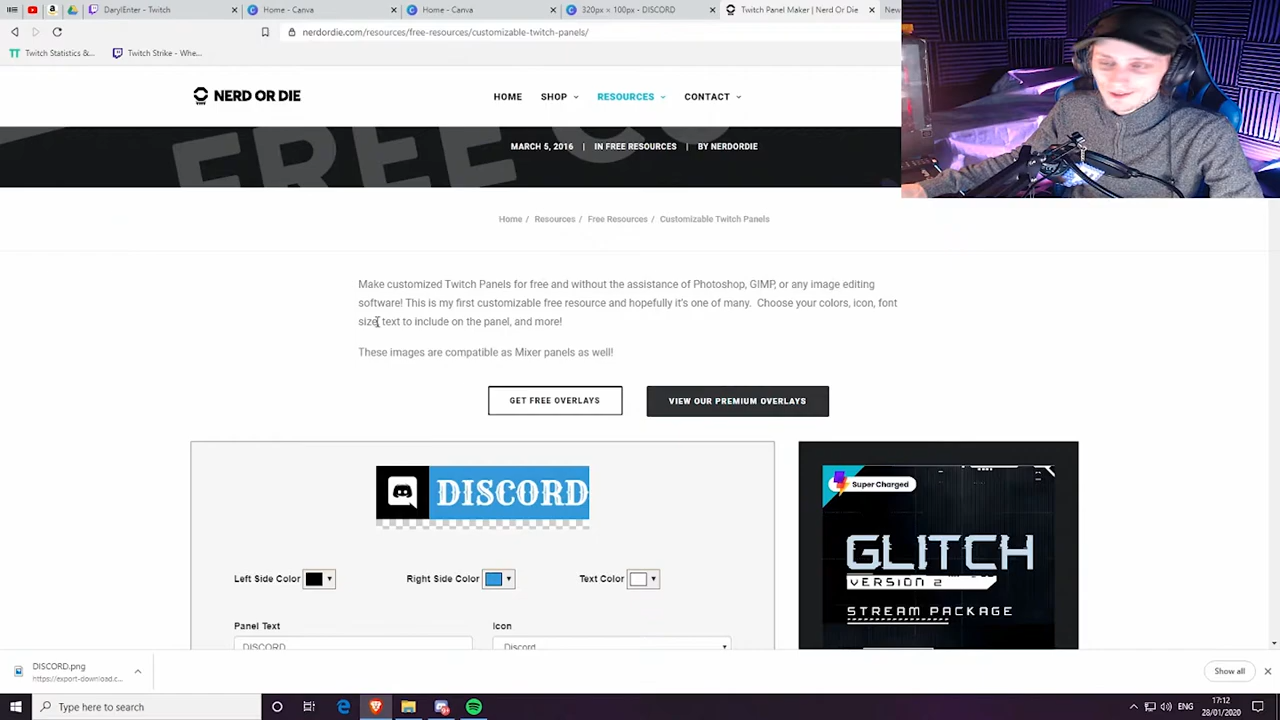 DarylEnter - Twitch
Home - Canva
Home - Canva
320px × 100px - DISCORD
Twitch Panel Maker | Nerd Or Die
New
nerdordie.com/resources/free-resources/customizable-twitch-panels/
Twitch Statistics &...
Twitch Strike - Whe...
NERD OR DIE
HOME
SHOP
RESOURCES
CONTACT
FREE CO
MARCH 5, 2016 | IN FREE RESOURCES | BY NERDORDIE
Home / Resources / Free Resources / Customizable Twitch Panels
Make customized Twitch Panels for free and without the assistance of Photoshop, GIMP, or any image editing
software! This is my first customizable free resource and hopefully it's one of many. Choose your colors, icon, font
size, text to include on the panel, and more!
These images are compatible as Mixer panels as well!
GET FREE OVERLAYS
VIEW OUR PREMIUM OVERLAYS
DISCORD
Super Charged
GLITCH
VERSION 2
STREAM PACKAGE
Left Side Color
Right Side Color
Text Color
Panel Text
Icon
DISCORD
Discord
DISCORD.png
https://export-download.c...
Show all
Type here to search
ENG
17:12
28/01/2020